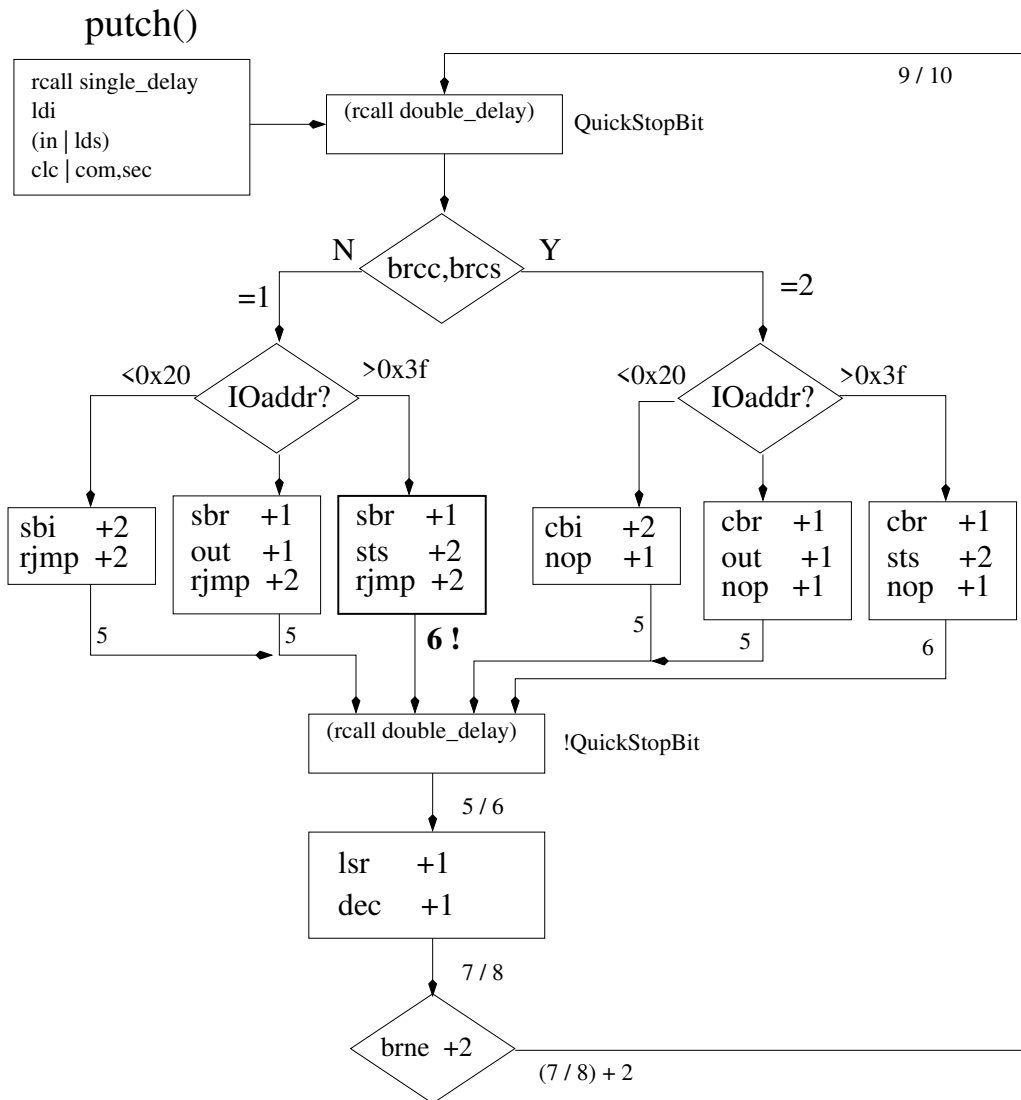 putch()
rcall single_delay
ldi
(in | lds)
clc | com,sec
(rcall double_delay)
QuickStopBit
9 / 10
N
brcc,brcs
Y
=1
=2
<0x20
IOaddr?
>0x3f
<0x20
IOaddr?
>0x3f
sbi +2
rjmp +2
sbr +1
out +1
rjmp +2
sbr +1
sts +2
rjmp +2
cbi +2
nop +1
cbr +1
out +1
nop +1
cbr +1
sts +2
nop +1
5
5
6 !
5
5
6
(rcall double_delay)
!QuickStopBit
5 / 6
lsr +1
dec +1
7 / 8
brne +2
(7 / 8) + 2